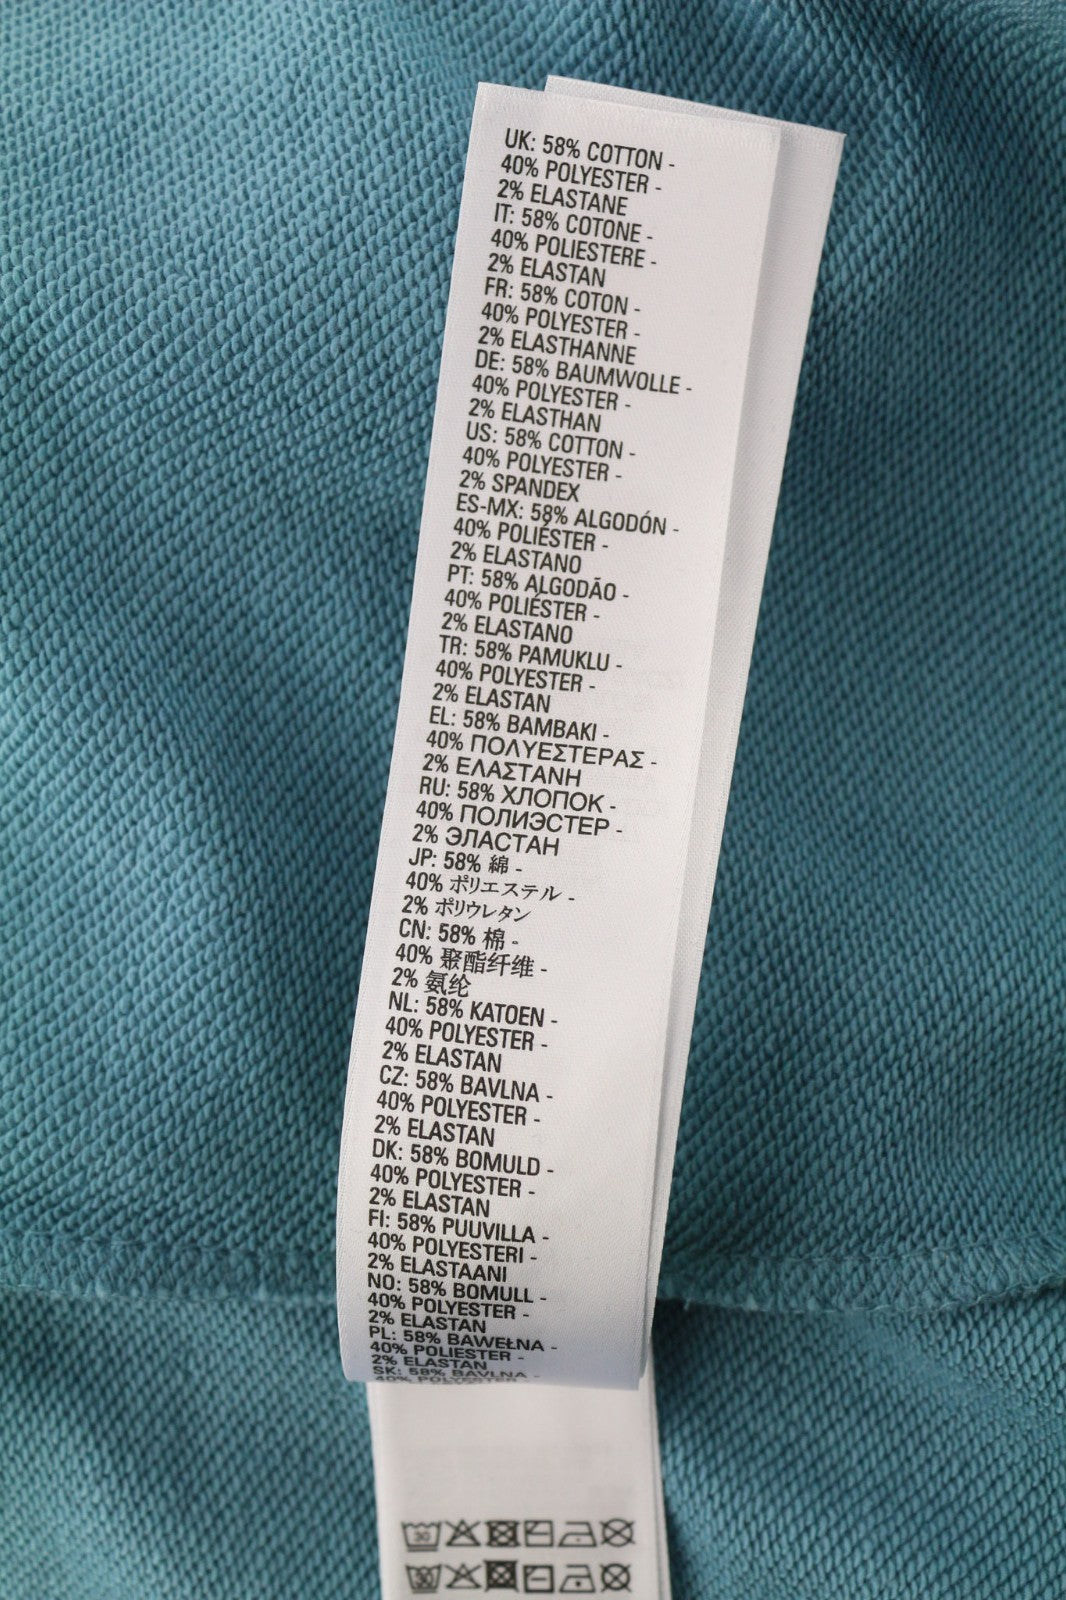 UK: 58% COTTON -
40% POLYESTER -
2% ELASTANE
IT: 58% COTONE -
40% POLIESTERE -
2% ELASTAN
FR: 58% COTON -
40% POLYESTER -
2% ELASTHANNE
DE: 58% BAUMWOLLE -
40% POLYESTER -
2% ELASTHAN
US: 58% COTTON -
40% POLYESTER -
2% SPANDEX
ES-MX: 58% ALGODÓN -
40% POLIÉSTER -
2% ELASTANO
PT: 58% ALGODÃO -
40% POLIÉSTER -
2% ELASTANO
TR: 58% PAMUKLU -
40% POLYESTER -
2% ELASTAN
EL: 58% BAMBAKI -
40% ΠΟΛΥΕΣΤΕΡΑΣ -
2% ΕΛΑΣΤΑΝΗ
RU: 58% ХЛОПОК -
40% ПОЛИЭСТЕР -
2% ЭЛАСТАН
JP: 58% 綿 -
40% ポリエステル -
2% ポリウレタン
CN: 58% 棉 -
40% 聚酯纤维 -
2% 氨纶
NL: 58% KATOEN -
40% POLYESTER -
2% ELASTAN
CZ: 58% BAVLNA -
40% POLYESTER -
2% ELASTAN
DK: 58% BOMULD -
40% POLYESTER -
2% ELASTAN
FI: 58% PUUVILLA -
40% POLYESTERI -
2% ELASTAANI
NO: 58% BOMULL -
40% POLYESTER -
2% ELASTAN
PL: 58% BAWEŁNA -
40% POLIESTER -
2% ELASTAN
SK: 58% BAVLNA -
40% POLYESTER
30
30